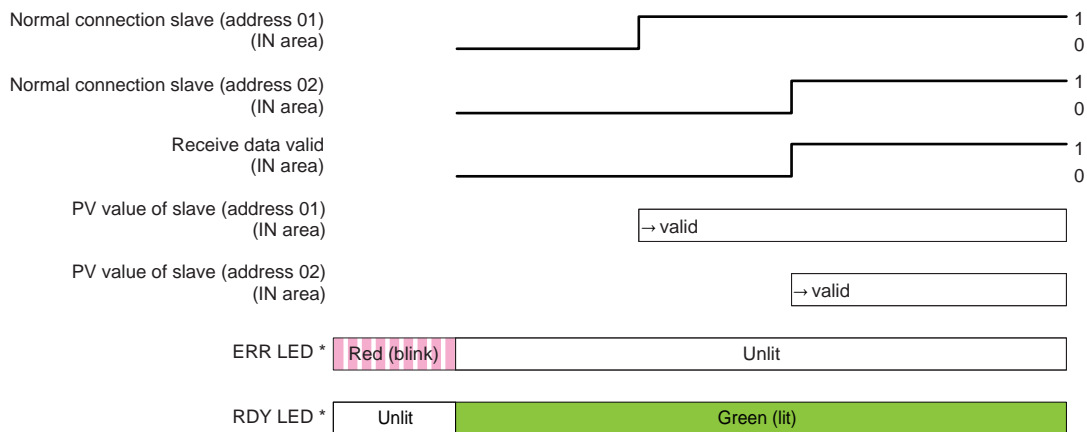 Normal connection slave (address 01)
(IN area)
1
0
Normal connection slave (address 02)
(IN area)
1
0
Receive data valid
(IN area)
1
0
PV value of slave (address 01)
(IN area)
→ valid
PV value of slave (address 02)
(IN area)
→ valid
ERR LED * Red (blink) Unlit
RDY LED * Unlit Green (lit)